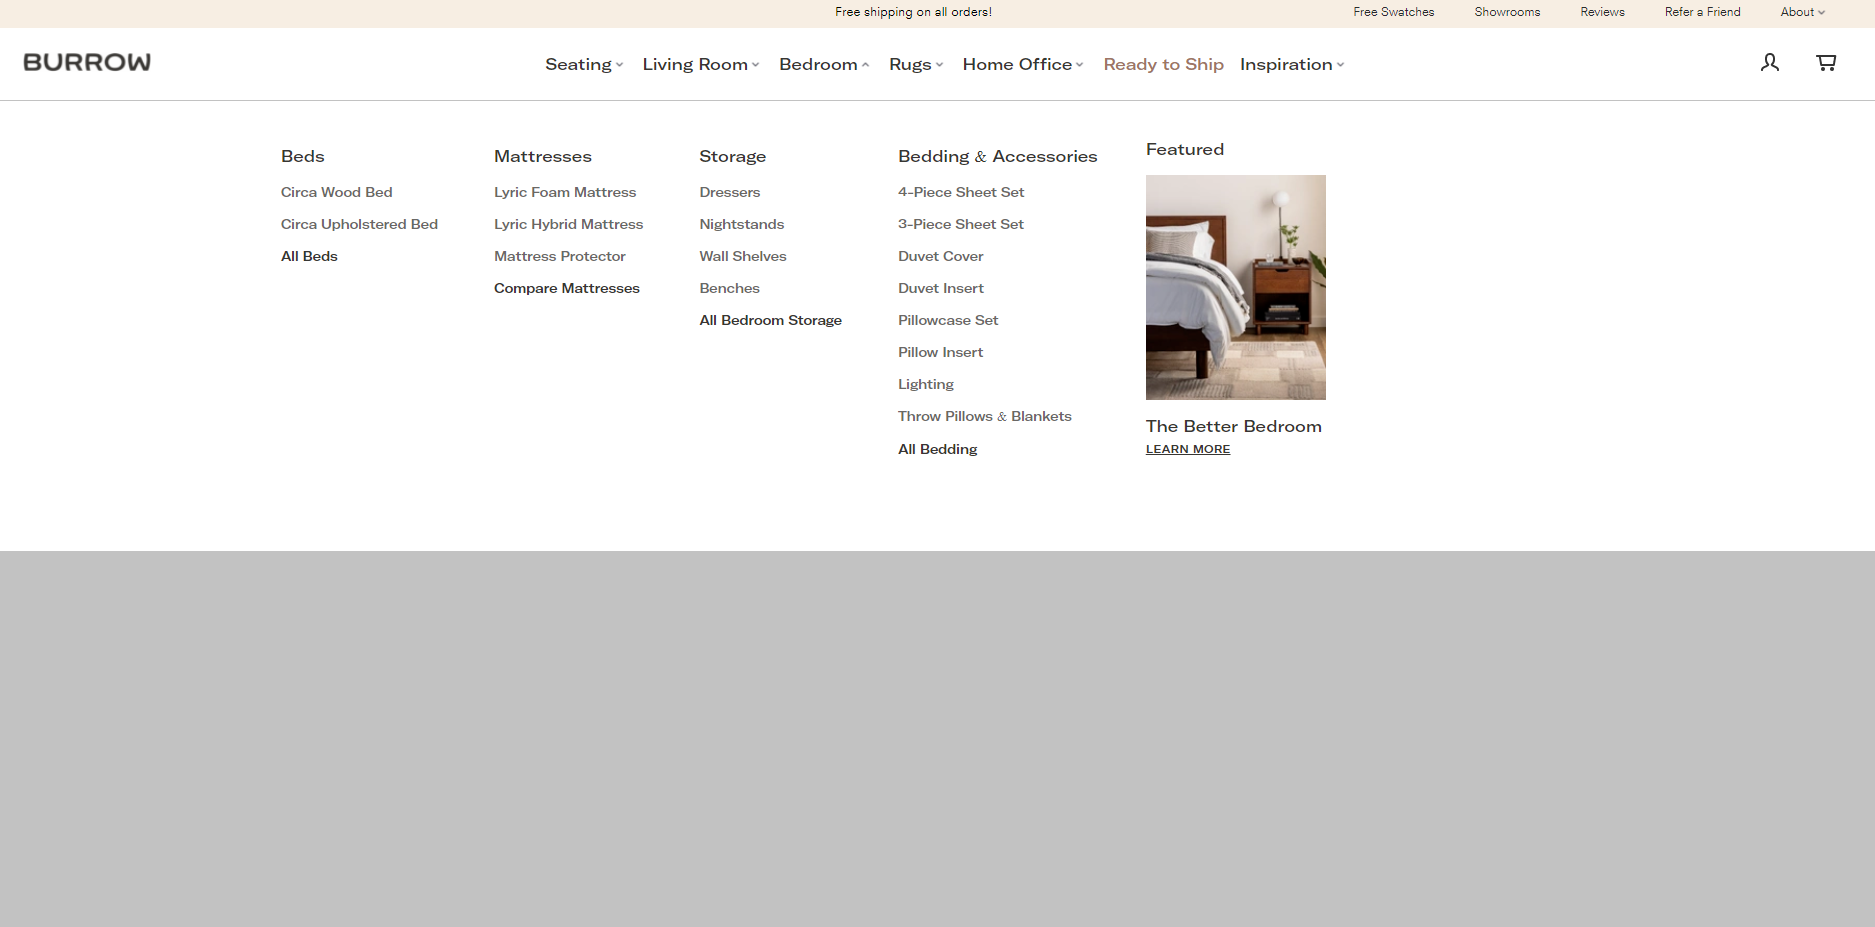 Free shipping on all orders!
Free Swatches
Showrooms
Reviews
Refer a Friend
About
BURROW
Seating
Living Room
Bedroom
Rugs
Home Office
Ready to Ship
Inspiration
Beds
Circa Wood Bed
Circa Upholstered Bed
All Beds
Mattresses
Lyric Foam Mattress
Lyric Hybrid Mattress
Mattress Protector
Compare Mattresses
Storage
Dressers
Nightstands
Wall Shelves
Benches
All Bedroom Storage
Bedding & Accessories
4-Piece Sheet Set
3-Piece Sheet Set
Duvet Cover
Duvet Insert
Pillowcase Set
Pillow Insert
Lighting
Throw Pillows & Blankets
All Bedding
Featured
The Better Bedroom
LEARN MORE